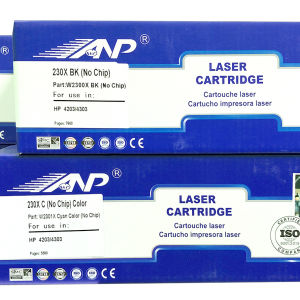 ANP
®
230X BK (No Chip)
Part:W2300X BK (No Chip)
For use in:
HP 4203/4303
LASER
CARTRIDGE
Cartouche laser
Cartucho impresora laser
ANP
®
230X C (No Chip) Color
Part: W2301X Cyan Color (No Chip)
For use in:
HP 4203/4303
LASER
CARTRIDGE
Cartouche laser
Cartucho impresora laser
ISO